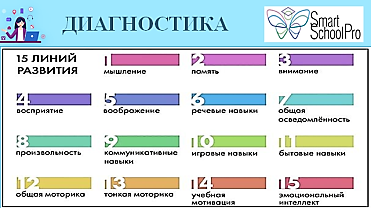 ДИАГНОСТИКА
Smart
SchoolPro
15 ЛИНИЙ
РАЗВИТИЯ
1
мышление
2
память
3
внимание
4
восприятие
5
воображение
6
речевые навыки
7
общая
осведомлённость
8
произвольность
9
коммуникативные
навыки
10
игровые навыки
11
бытовые навыки
12
общая моторика
13
тонкая моторика
14
учебная
мотивация
15
эмоциональный
интеллект